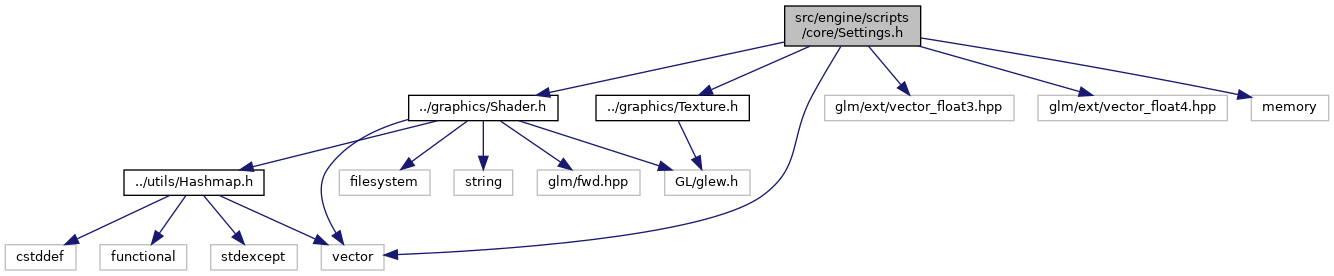 src/engine/scripts
/core/Settings.h
../graphics/Shader.h
../graphics/Texture.h
glm/ext/vector_float3.hpp
glm/ext/vector_float4.hpp
memory
../utils/Hashmap.h
filesystem
string
glm/fwd.hpp
GL/glew.h
cstddef
functional
stdexcept
vector